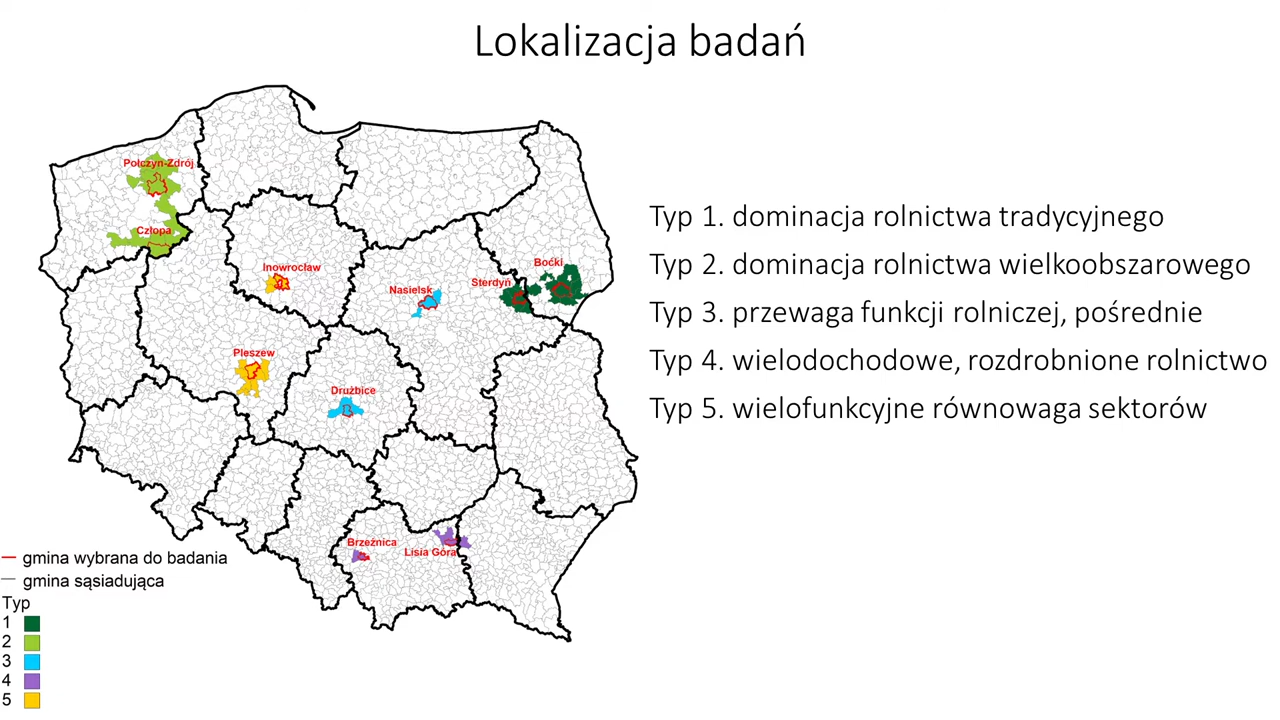 Lokalizacja badań
Połczyn-Zdrój
Człopa
Inowrocław
Boćki
Sterdyń
Nasielsk
Pleszew
Drużbice
Brzeźnica
Lisia Góra
Typ 1. dominacja rolnictwa tradycyjnego
Typ 2. dominacja rolnictwa wielkoobszarowego
Typ 3. przewaga funkcji rolniczej, pośrednie
Typ 4. wielodochodowe, rozdrobnione rolnictwo
Typ 5. wielofunkcyjne równowaga sektorów
gmina wybrana do badania
gmina sąsiadująca
Typ
1
2
3
4
5